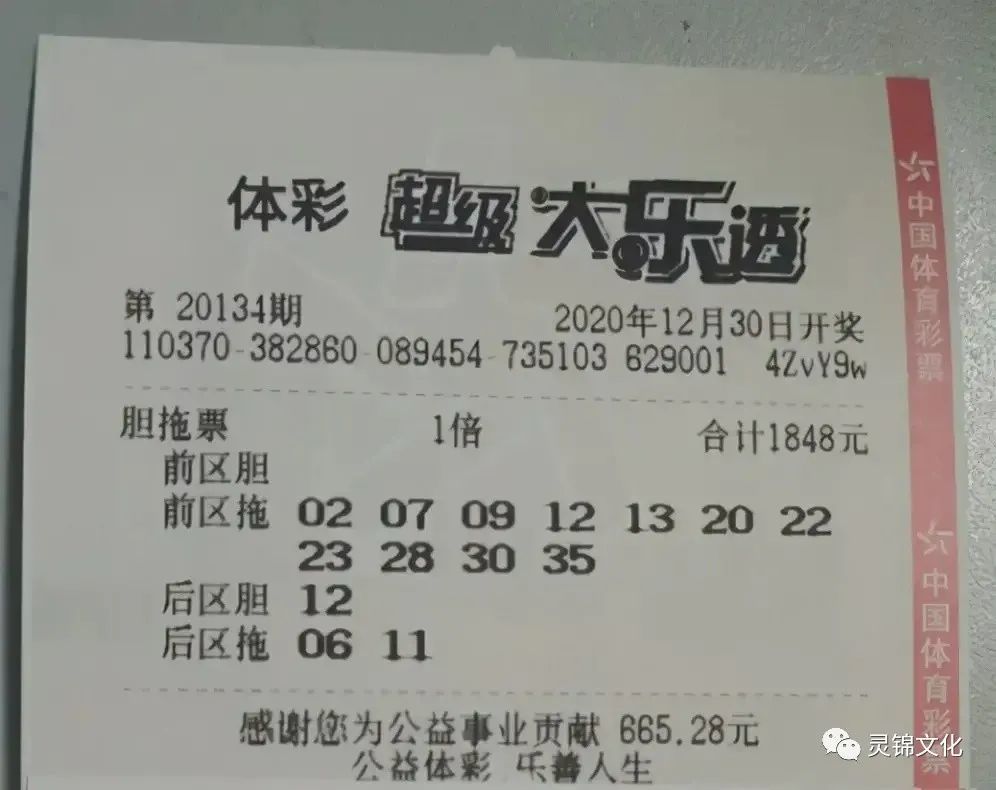 体彩 超级大乐透
第 20134期 2020年12月30日开奖
110370-382860-089454-735103 629001 4ZvY9w
胆拖票 1倍 合计1848元
前区胆
前区拖 02 07 09 12 13 20 22
23 28 30 35
后区胆 12
后区拖 06 11
感谢您为公益事业贡献 665.28元
公益体彩 乐善人生
中国体育彩票
中国体育彩票
灵锦文化